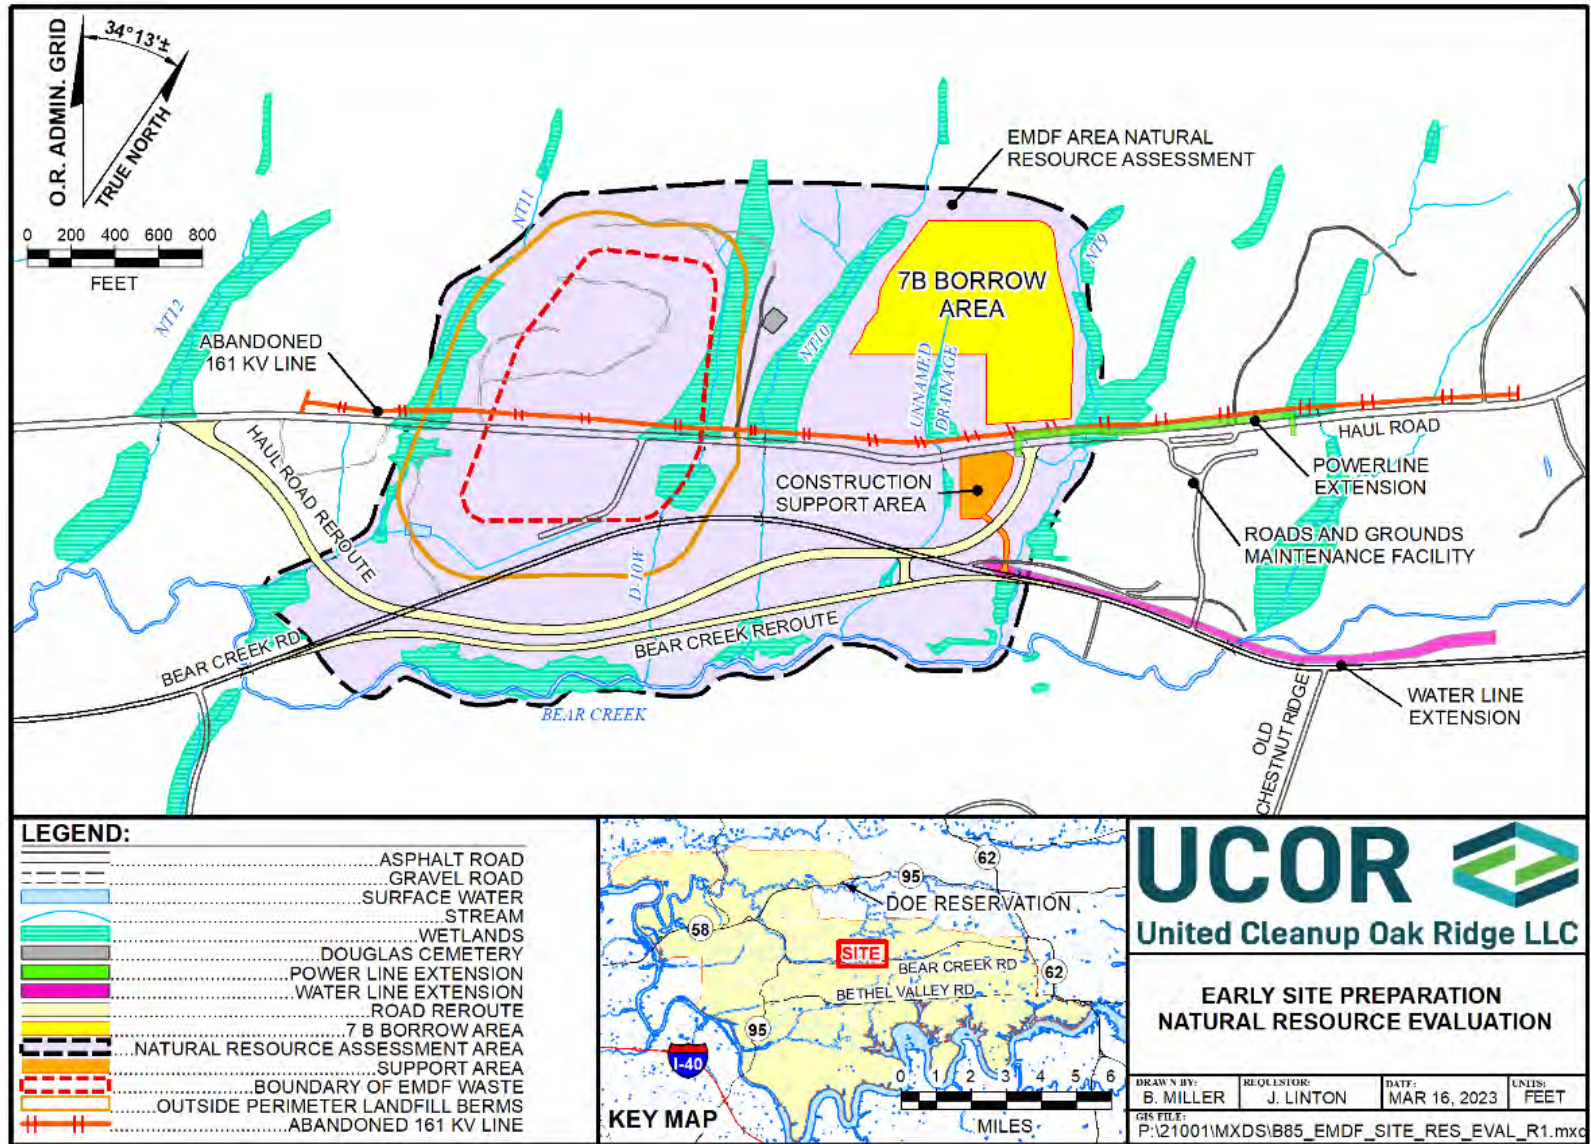 O.R. ADMIN. GRID
34°13'±
TRUE NORTH
0 200 400 600 800
FEET
NT12
NT11
EMDF AREA NATURAL
RESOURCE ASSESSMENT
NT9
7B BORROW
AREA
NT10
UNNAMED
DRAINAGE
ABANDONED
161 KV LINE
HAUL ROAD
HAUL ROAD REROUTE
CONSTRUCTION
SUPPORT AREA
POWERLINE
EXTENSION
ROADS AND GROUNDS
MAINTENANCE FACILITY
D-10W
BEAR CREEK RD
BEAR CREEK REROUTE
BEAR CREEK
WATER LINE
EXTENSION
OLD
CHESTNUT RIDGE
LEGEND:
ASPHALT ROAD
GRAVEL ROAD
SURFACE WATER
STREAM
WETLANDS
DOUGLAS CEMETERY
POWER LINE EXTENSION
WATER LINE EXTENSION
ROAD REROUTE
7 B BORROW AREA
NATURAL RESOURCE ASSESSMENT AREA
SUPPORT AREA
BOUNDARY OF EMDF WASTE
OUTSIDE PERIMETER LANDFILL BERMS
ABANDONED 161 KV LINE
62
95
DOE RESERVATION
58
SITE
BEAR CREEK RD
62
BETHEL VALLEY RD
95
I-40
0 1 2 3 4 5 6
MILES
KEY MAP
UCOR
United Cleanup Oak Ridge LLC
EARLY SITE PREPARATION
NATURAL RESOURCE EVALUATION
DRAWN BY:
B. MILLER
REQUESTOR:
J. LINTON
DATE:
MAR 16, 2023
UNITS:
FEET
GIS FILE:
P:\21001\MXDS\B85_EMDF_SITE_RES_EVAL_R1.mxd